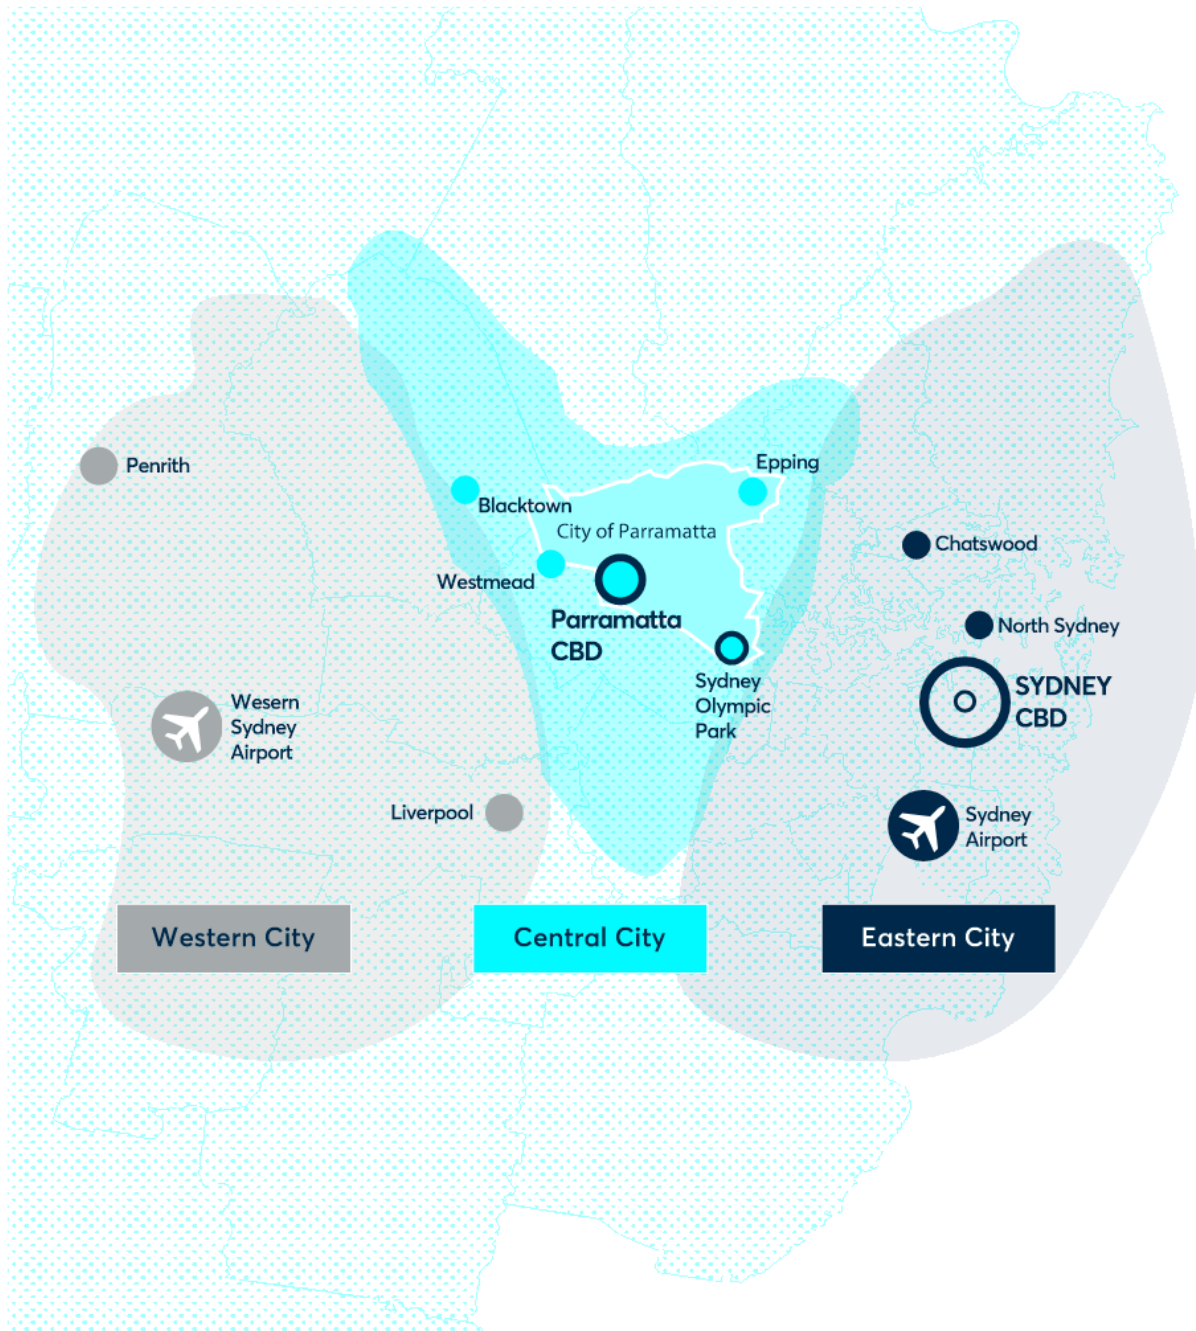 Epping
Penrith
Blacktown
City of Parramatta
Chatswood
Westmead
Parramatta
CBD
North Sydney
Sydney
Olympic
Park
SYDNEY
CBD
Wesern
Sydney
Airport
Liverpool
Sydney
Airport
Western City
Central City
Eastern City